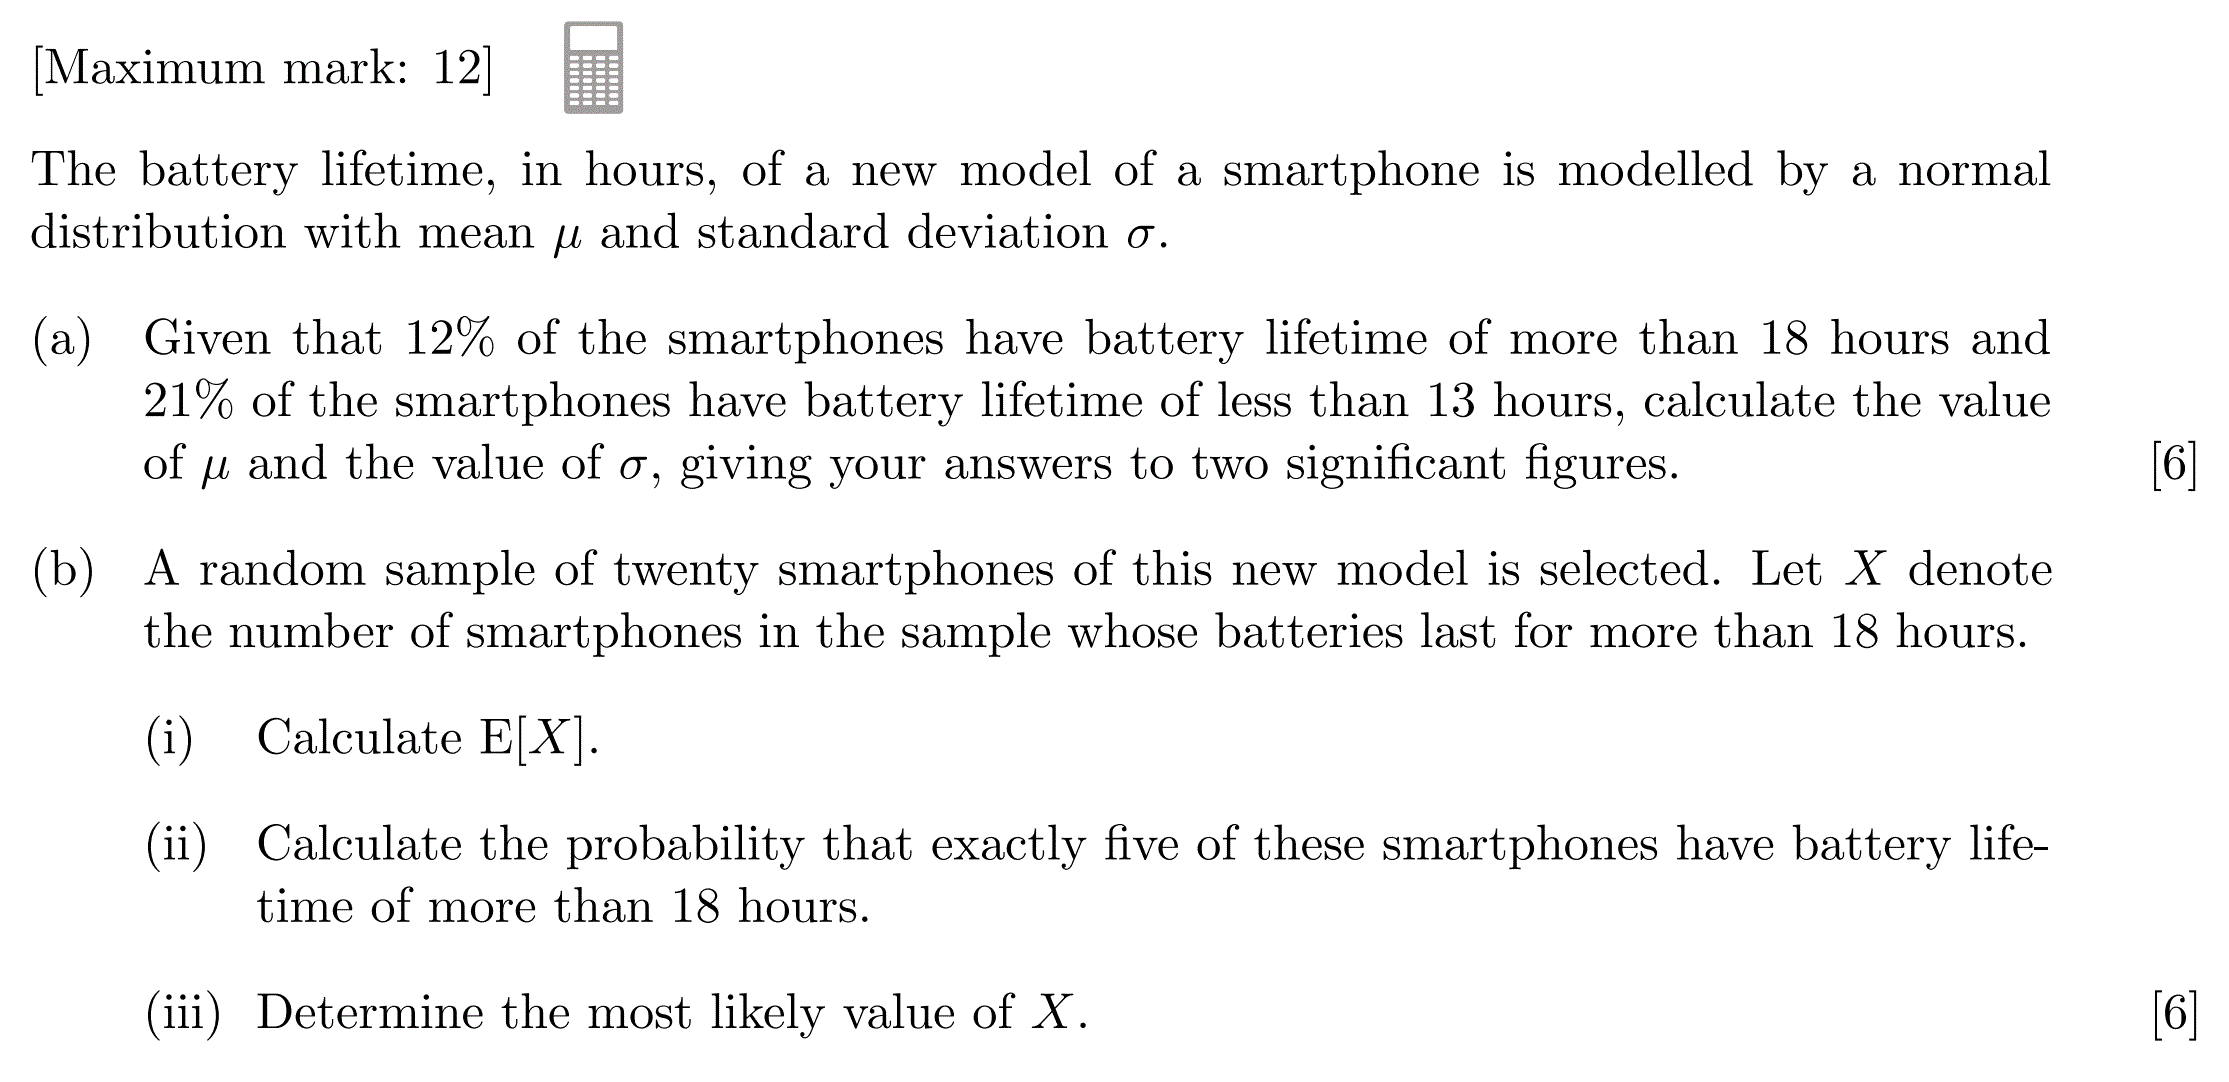 [Maximum mark: 12]
The battery lifetime, in hours, of a new model of a smartphone is modelled by a normal
distribution with mean μ and standard deviation σ.
(a) Given that 12% of the smartphones have battery lifetime of more than 18 hours and
21% of the smartphones have battery lifetime of less than 13 hours, calculate the value
of μ and the value of σ, giving your answers to two significant figures. [6]
(b) A random sample of twenty smartphones of this new model is selected. Let X denote
the number of smartphones in the sample whose batteries last for more than 18 hours.
(i) Calculate E[X].
(ii) Calculate the probability that exactly five of these smartphones have battery life-
time of more than 18 hours.
(iii) Determine the most likely value of X. [6]